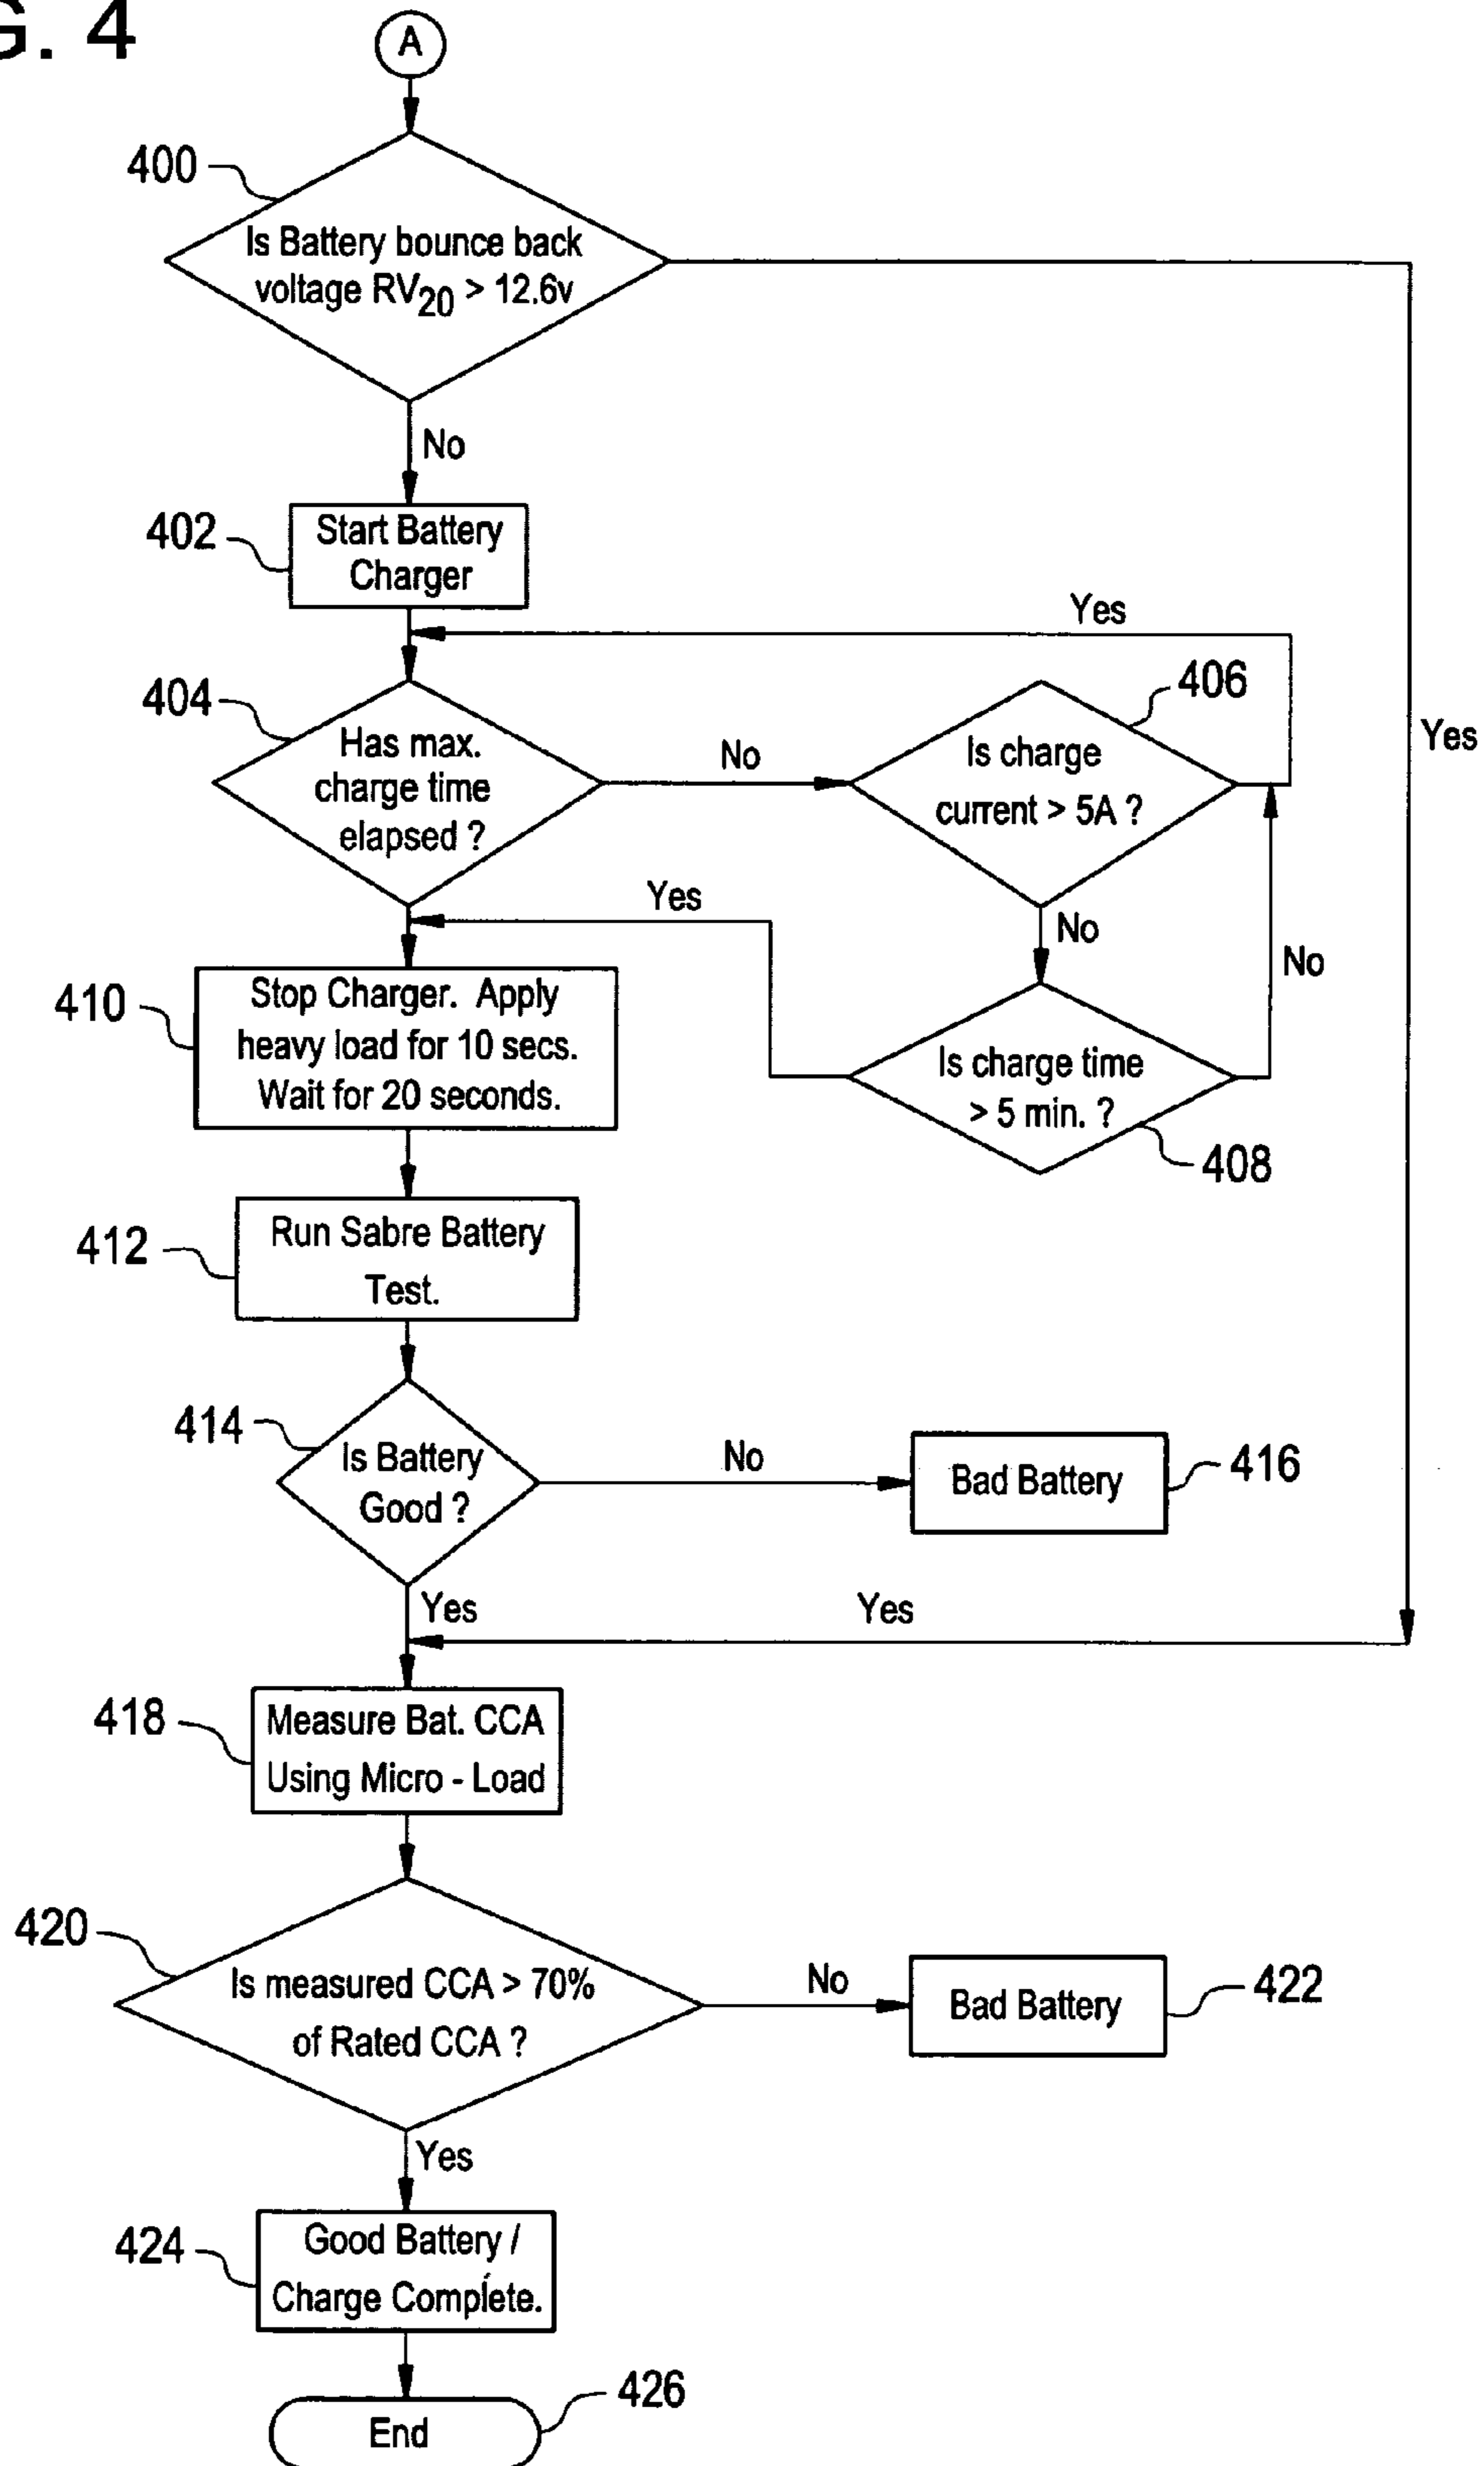 G. 4
A
400
Is Battery bounce back
voltage RV20 > 12.6v
No
402
Start Battery
Charger
Yes
404
Has max.
charge time
elapsed ?
No
406
Is charge
current > 5A ?
Yes
Yes
No
No
410
Stop Charger. Apply
heavy load for 10 secs.
Wait for 20 seconds.
Is charge time
> 5 min. ?
408
412
Run Sabre Battery
Test.
414
Is Battery
Good ?
No
Bad Battery
416
Yes
Yes
418
Measure Bat. CCA
Using Micro - Load
420
Is measured CCA > 70%
of Rated CCA ?
No
Bad Battery
422
Yes
424
Good Battery /
Charge Complete.
End
426